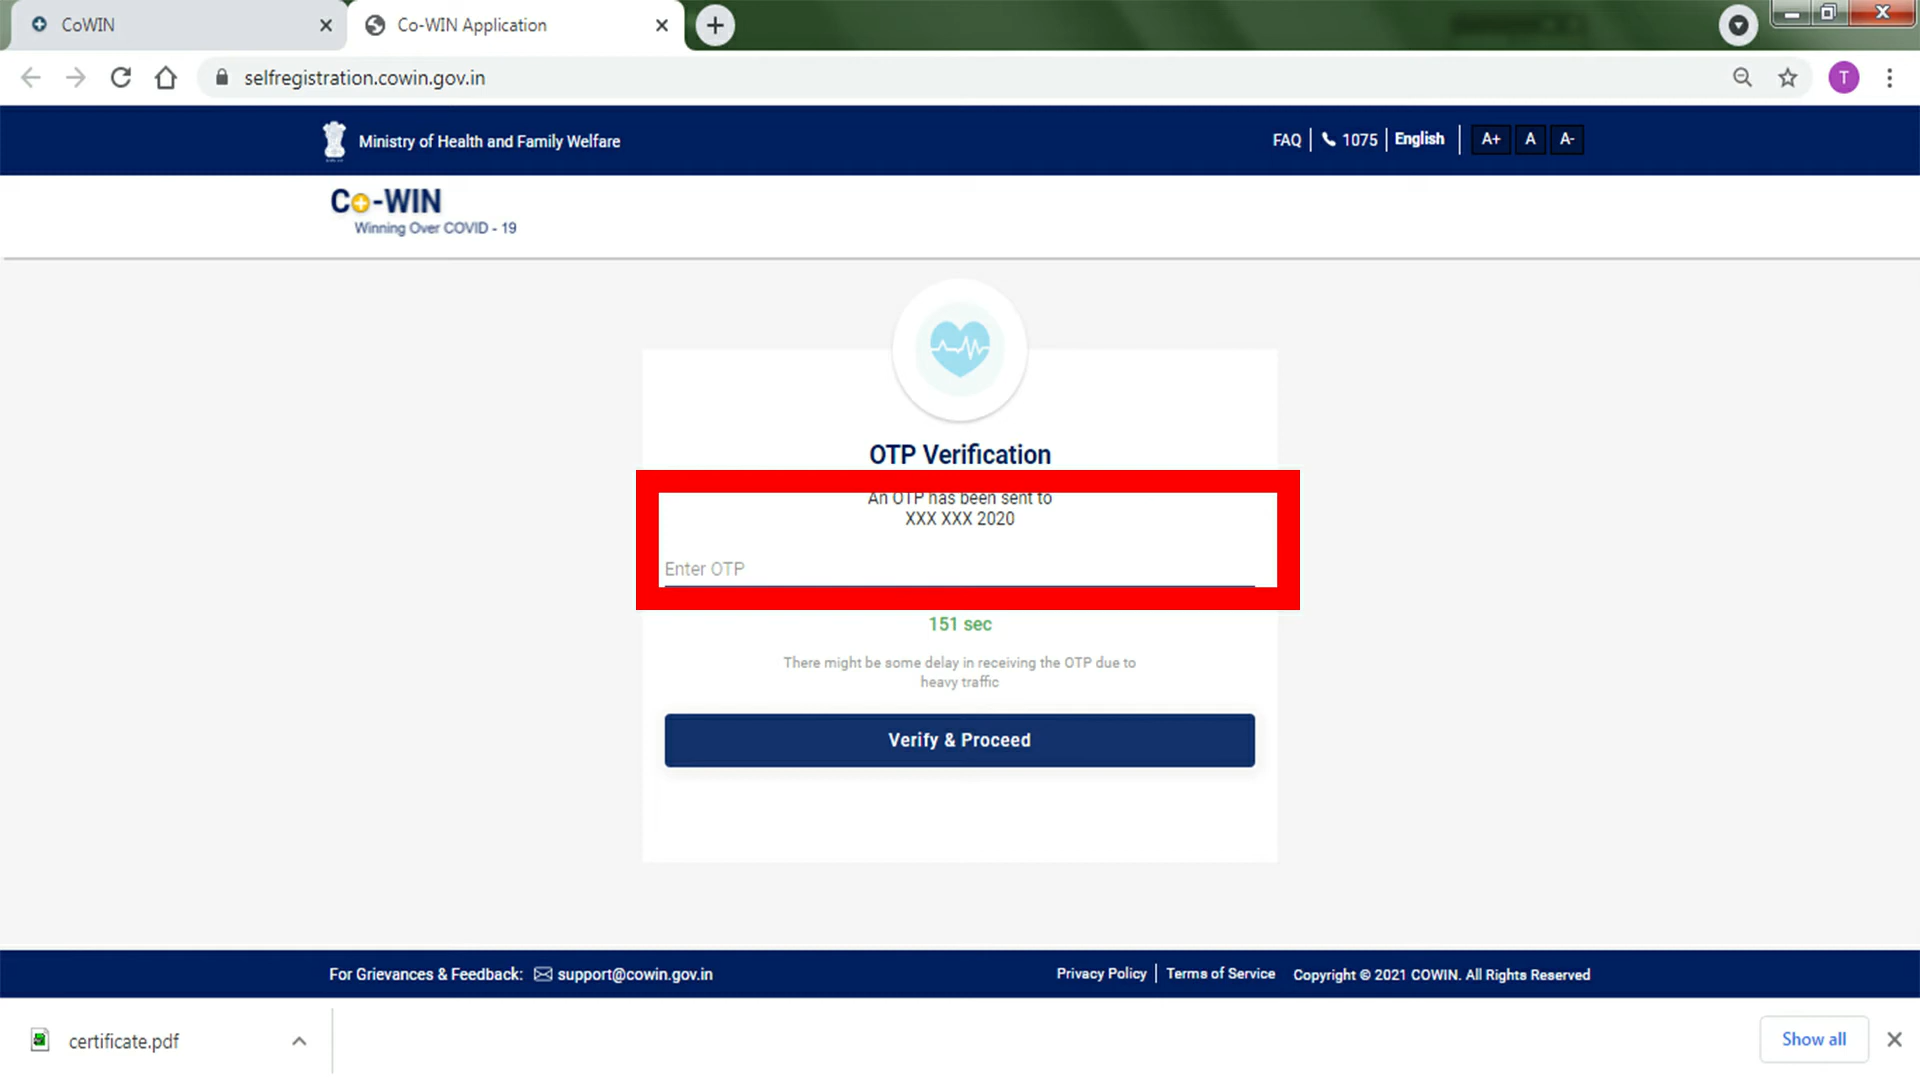 CoWIN
Co-WIN Application
selfregistration.cowin.gov.in
T
Ministry of Health and Family Welfare
FAQ
1075
English
A+
A
A-
Co-WIN
Winning Over COVID - 19
OTP Verification
An OTP has been sent to
XXX XXX 2020
Enter OTP
151 sec
There might be some delay in receiving the OTP due to
heavy traffic
Verify & Proceed
For Grievances & Feedback: support@cowin.gov.in
Privacy Policy
Terms of Service
Copyright © 2021 COWIN. All Rights Reserved
certificate.pdf
Show all